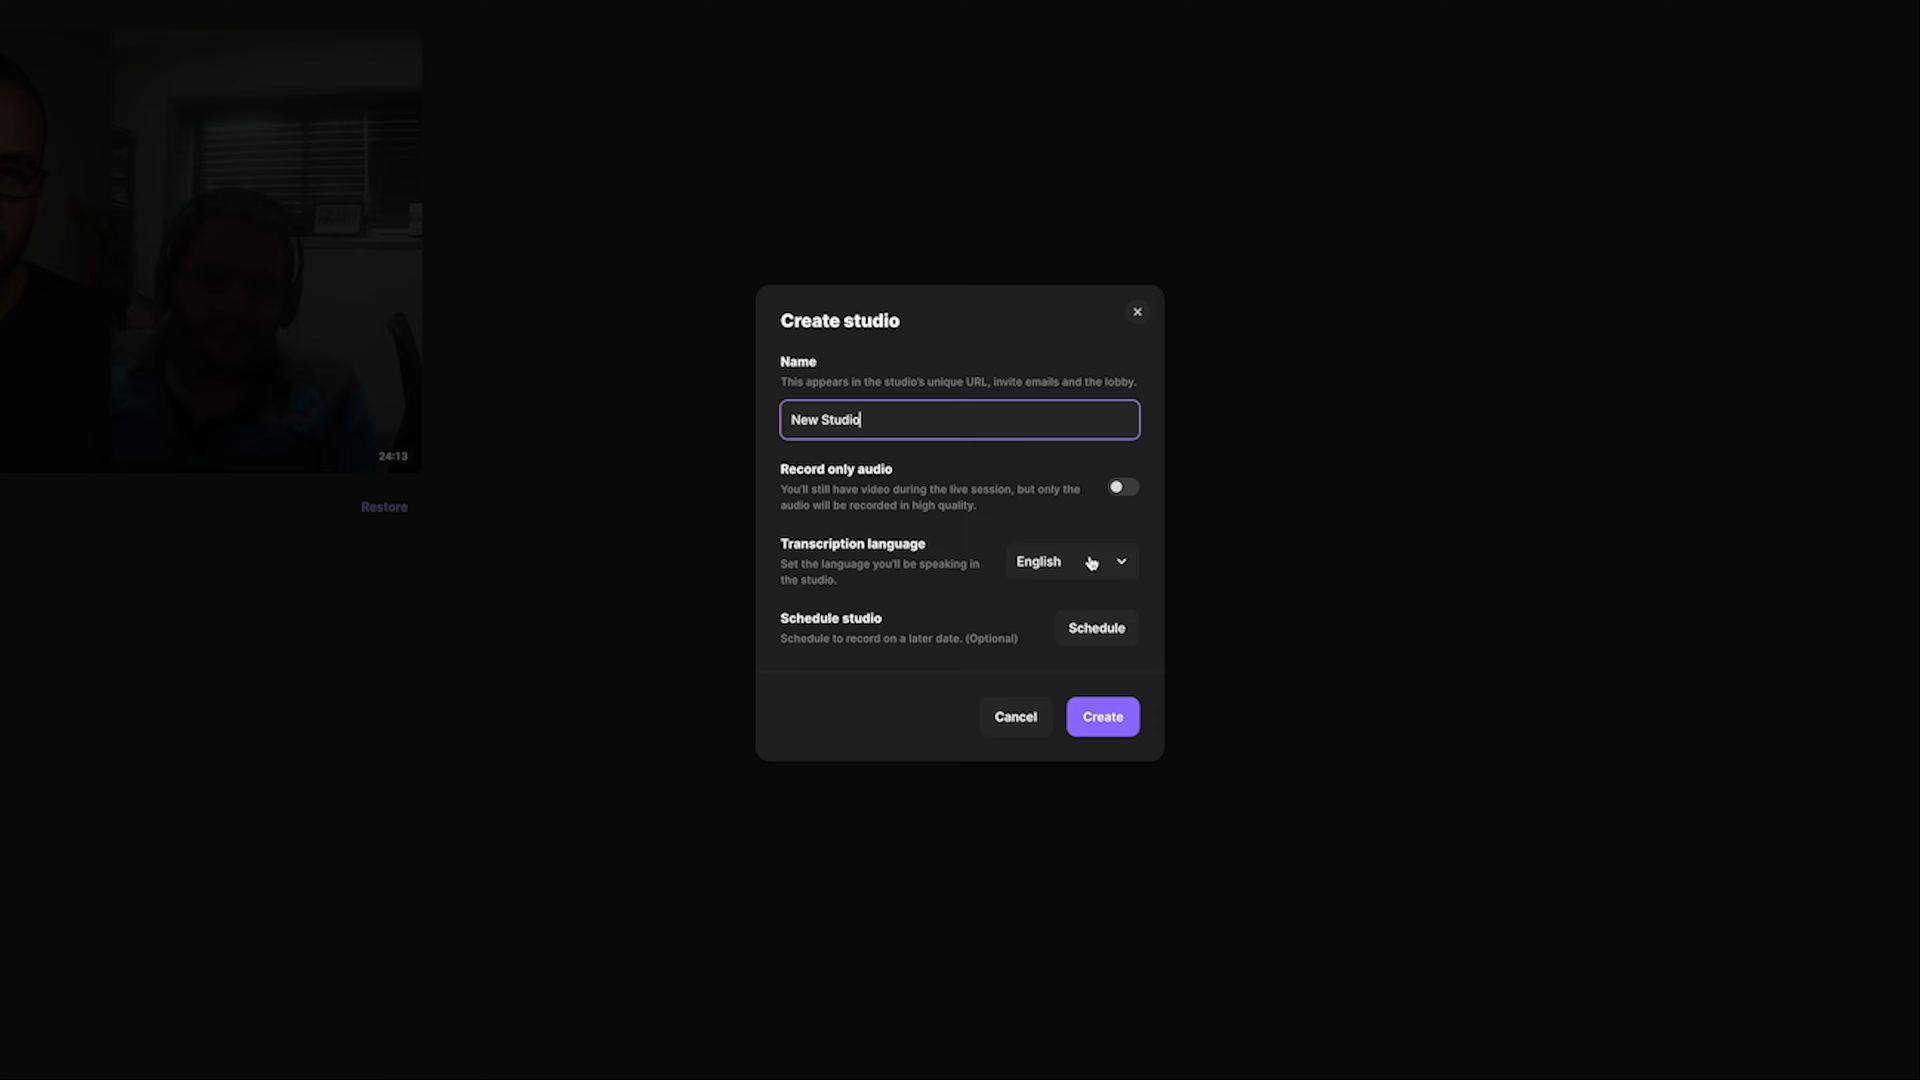 Create studio
Name
This appears in the studio's unique URL, invite emails and the lobby.
New Studio
Record only audio
You'll still have video during the live session, but only the
audio will be recorded in high quality.
Transcription language
Set the language you'll be speaking in
the studio.
English
Schedule studio
Schedule to record on a later date. (Optional)
Schedule
Cancel
Create
24:13
Restore